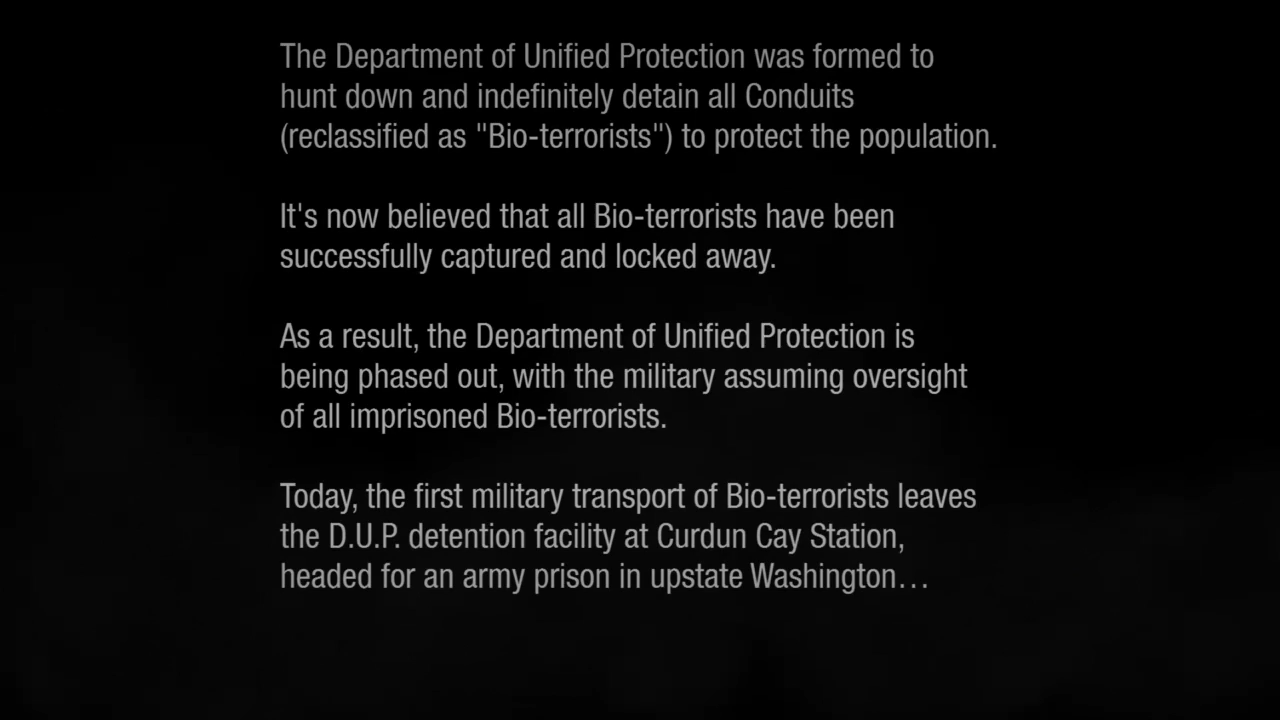 The Department of Unified Protection was formed to
hunt down and indefinitely detain all Conduits
(reclassified as "Bio-terrorists") to protect the population.
It's now believed that all Bio-terrorists have been
successfully captured and locked away.
As a result, the Department of Unified Protection is
being phased out, with the military assuming oversight
of all imprisoned Bio-terrorists.
Today, the first military transport of Bio-terrorists leaves
the D.U.P. detention facility at Curdun Cay Station,
headed for an army prison in upstate Washington…